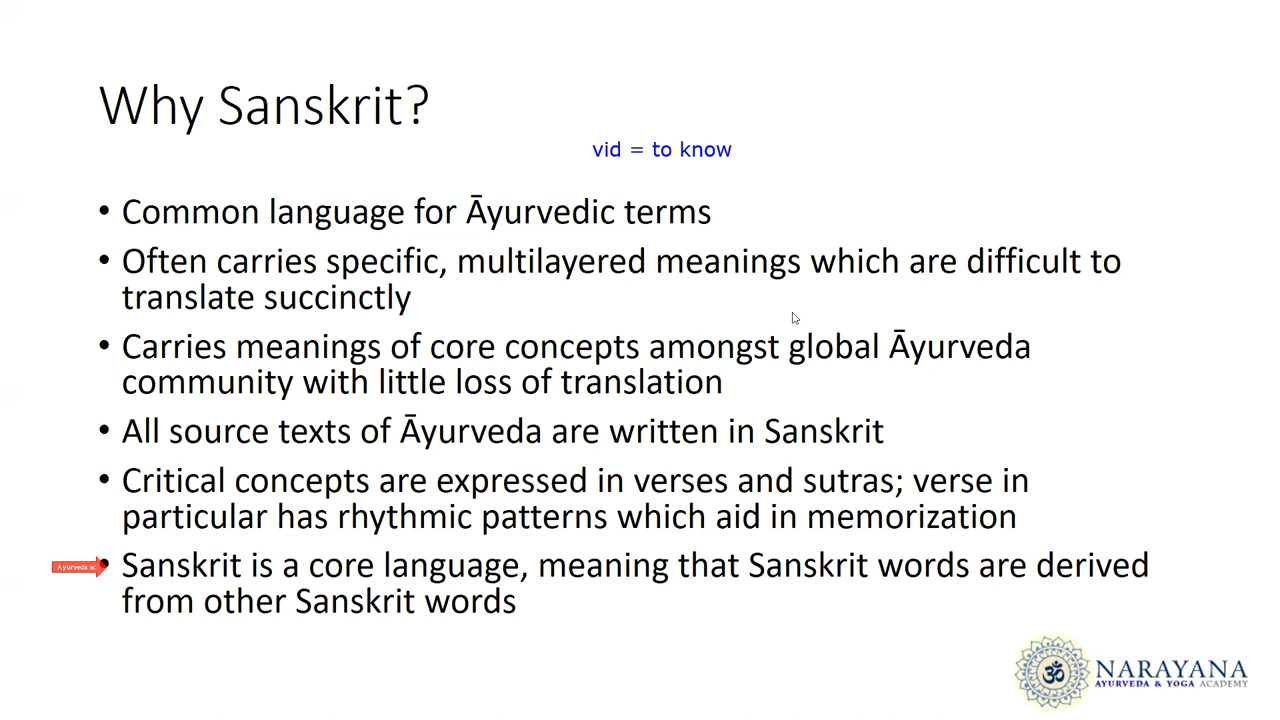 Why Sanskrit?
vid = to know
• Common language for Āyurvedic terms
• Often carries specific, multilayered meanings which are difficult to
translate succinctly
• Carries meanings of core concepts amongst global Āyurveda
community with little loss of translation
• All source texts of Āyurveda are written in Sanskrit
• Critical concepts are expressed in verses and sutras; verse in
particular has rhythmic patterns which aid in memorization
Ayurveda
• Sanskrit is a core language, meaning that Sanskrit words are derived
from other Sanskrit words
ॐ
NARAYANA
AYURVEDA & YOGA ACADEMY